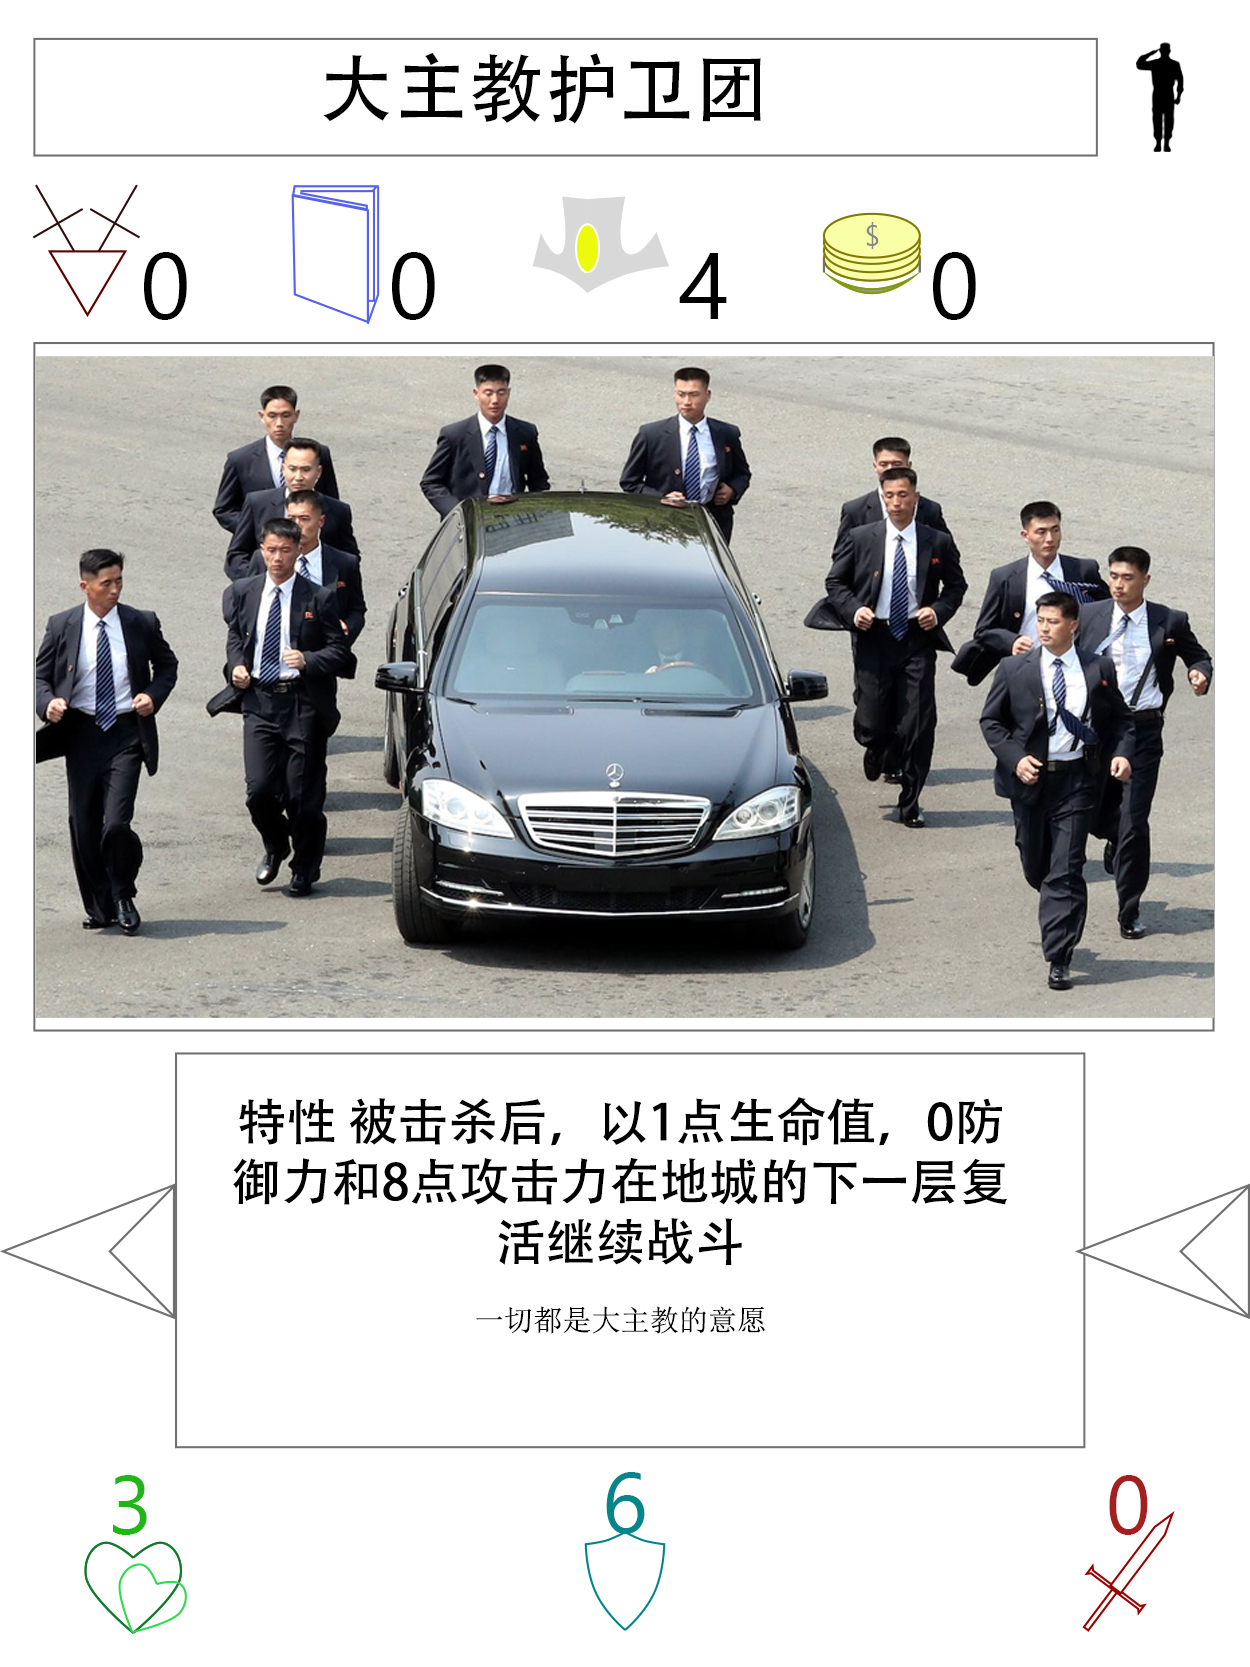 大主教护卫团
0
0
4
$
0
特性 被击杀后，以1点生命值，0防
御力和8点攻击力在地城的下一层复
活继续战斗
一切都是大主教的意愿
3
6
0